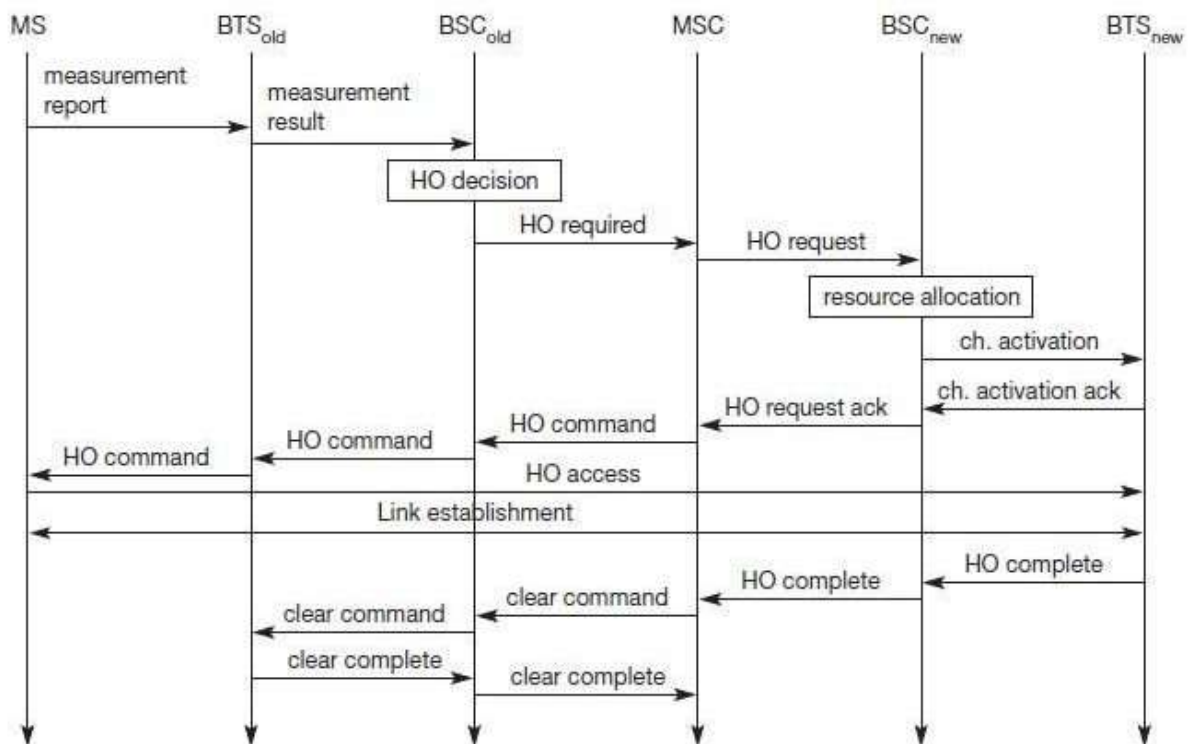 MS
BTSold
BSCold
MSC
BSCnew
BTSnew
measurement
report
measurement
result
HO decision
HO required
HO request
resource allocation
ch. activation
ch. activation ack
HO request ack
HO command
HO command
HO command
HO access
Link establishment
HO complete
HO complete
clear command
clear command
clear complete
clear complete